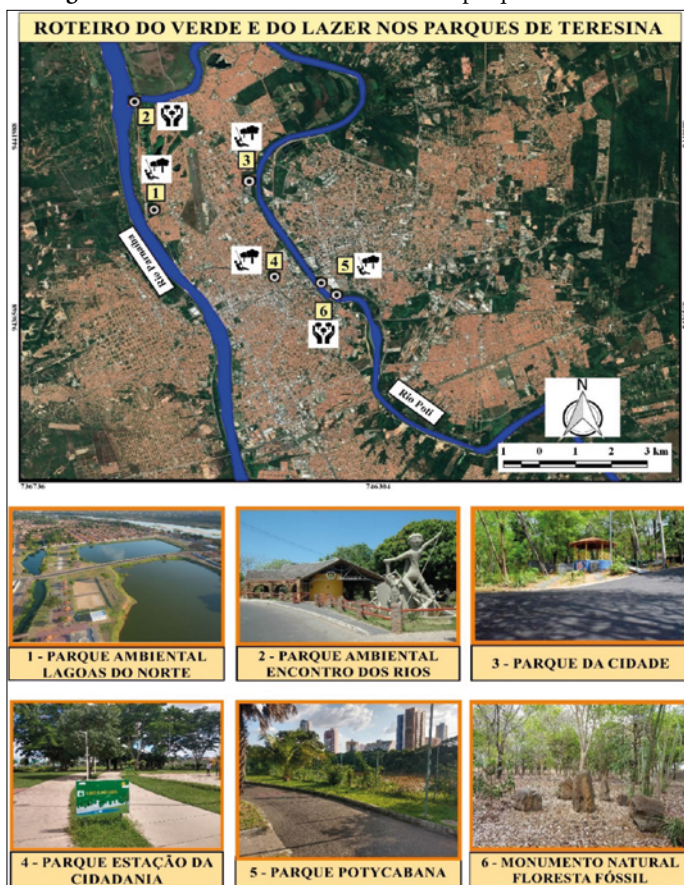 ROTEIRO DO VERDE E DO LAZER NOS PARQUES DE TERESINA
2
3
1
Rio Parnaíba
4
5
6
Rio Poti
N
1 0 1 2 3 km
736736
746304
1 - PARQUE AMBIENTAL
LAGOAS DO NORTE
2 - PARQUE AMBIENTAL
ENCONTRO DOS RIOS
3 - PARQUE DA CIDADE
4 - PARQUE ESTAÇÃO DA
CIDADANIA
5 - PARQUE POTYCABANA
6 - MONUMENTO NATURAL
FLORESTA FÓSSIL